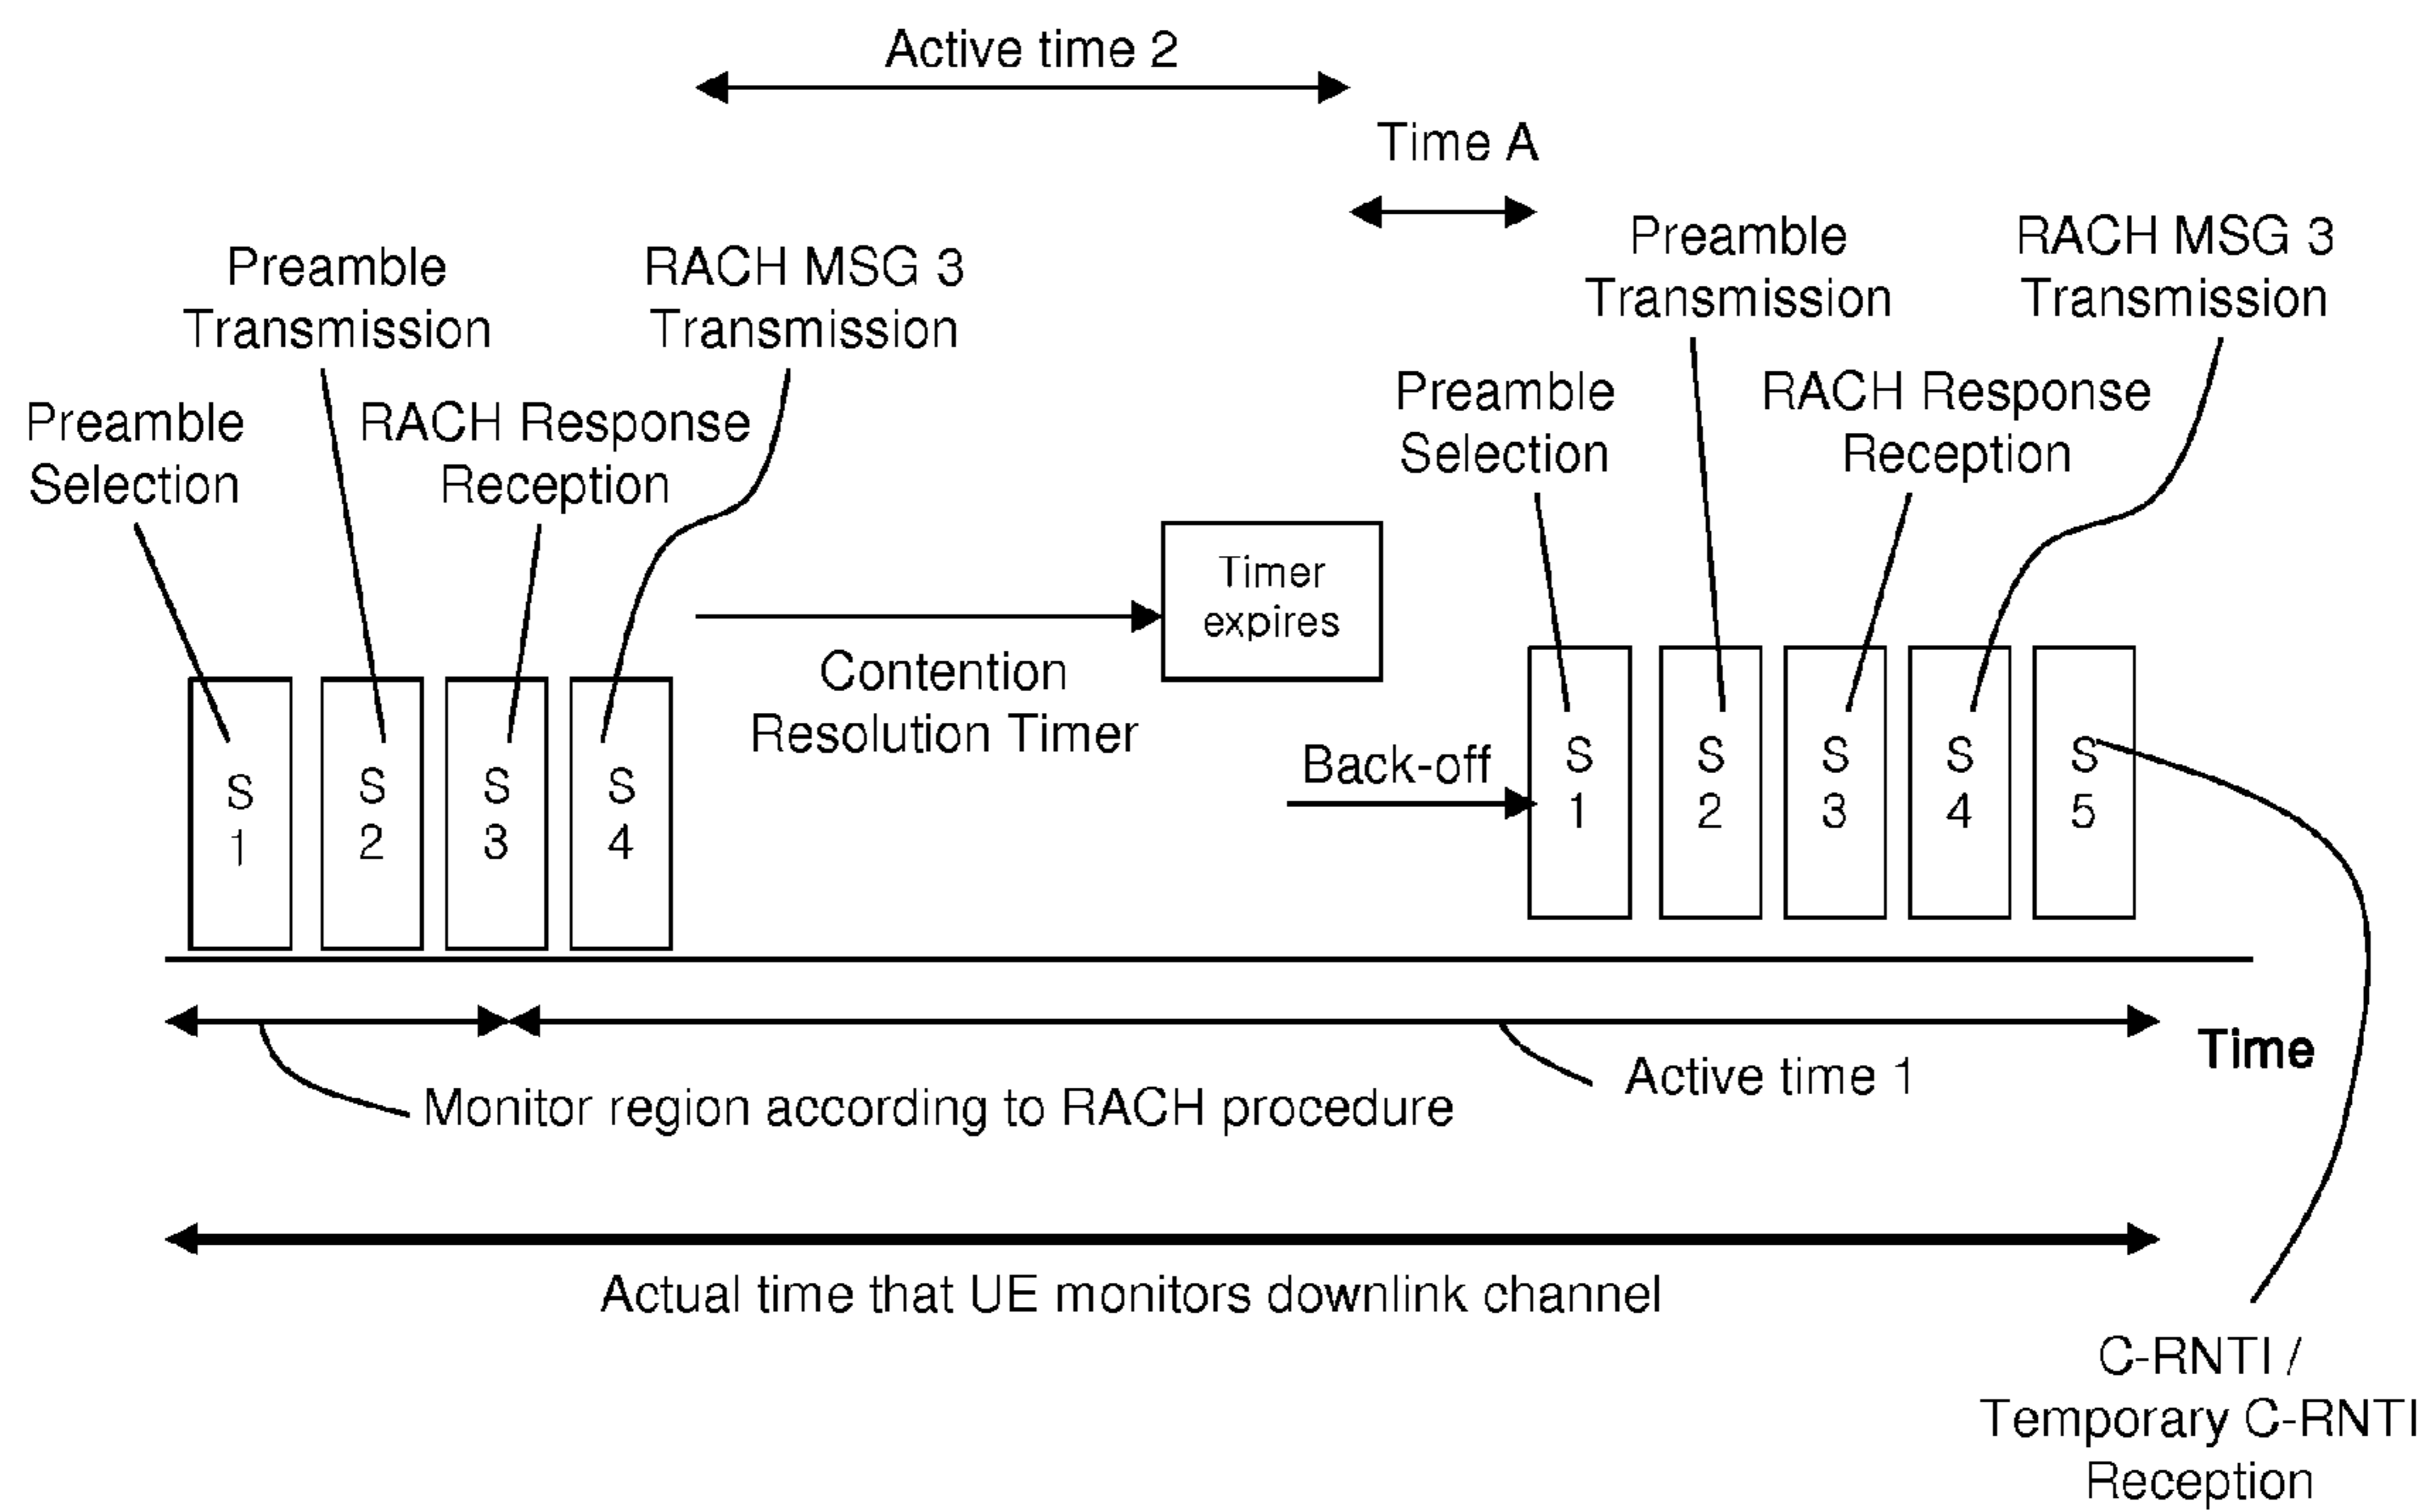 Active time 2
Time A
Preamble
Transmission
RACH MSG 3
Transmission
Preamble
Transmission
RACH MSG 3
Transmission
Preamble
Selection
RACH Response
Reception
Preamble
Selection
RACH Response
Reception
Timer
expires
Contention
Resolution Timer
Back-off
S
1
S
2
S
3
S
4
S
1
S
2
S
3
S
4
S
5
Time
Active time 1
Monitor region according to RACH procedure
Actual time that UE monitors downlink channel
C-RNTI /
Temporary C-RNTI
Reception